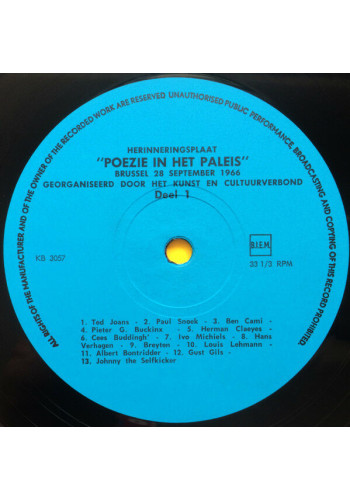 ALL RIGHTS OF THE MANUFACTURER AND OF THE OWNER OF THE RECORDED WORK ARE RESERVED UNAUTHORISED PUBLIC PERFORMANCE, BROADCASTING AND COPYING OF THIS RECORD PROHIBITED.
HERINNERINGSPLAAT
"POEZIE IN HET PALEIS"
BRUSSEL 28 SEPTEMBER 1966
GEORGANISEERD DOOR HET KUNST EN CULTUURVERBOND
Deel 1
KB 3057
B.I.E.M.
33 1/3 RPM
1. Ted Joans - 2. Paul Snoek - 3. Ben Cami -
4. Pieter G. Buckinx - 5. Herman Claeyes -
6. Cees Buddingh' - 7. Ivo Michiels - 8. Hans
Verhagen - 9. Breyten - 10. Louis Lehmann -
11. Albert Bontridder - 12. Gust Gils -
13. Johnny the Selfkicker